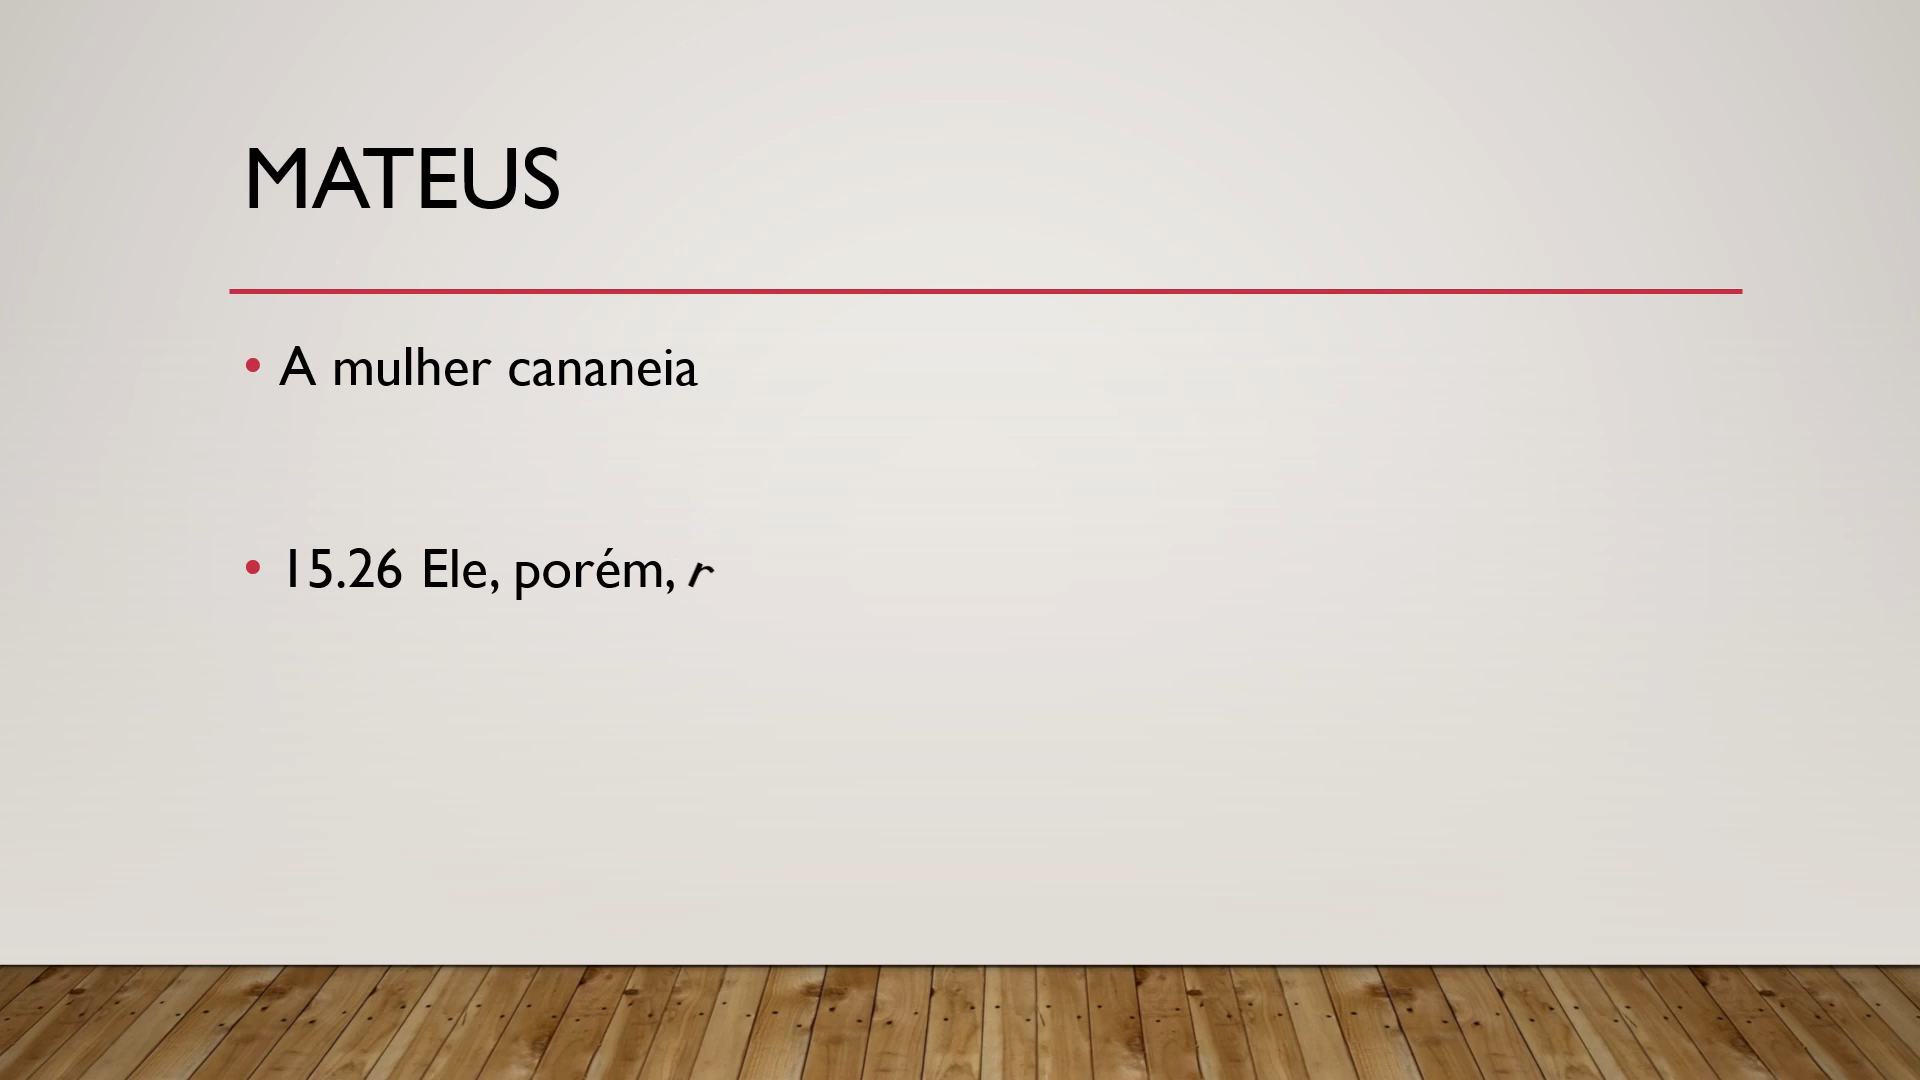 MATEUS
• A mulher cananeia
• 15.26 Ele, porém, r